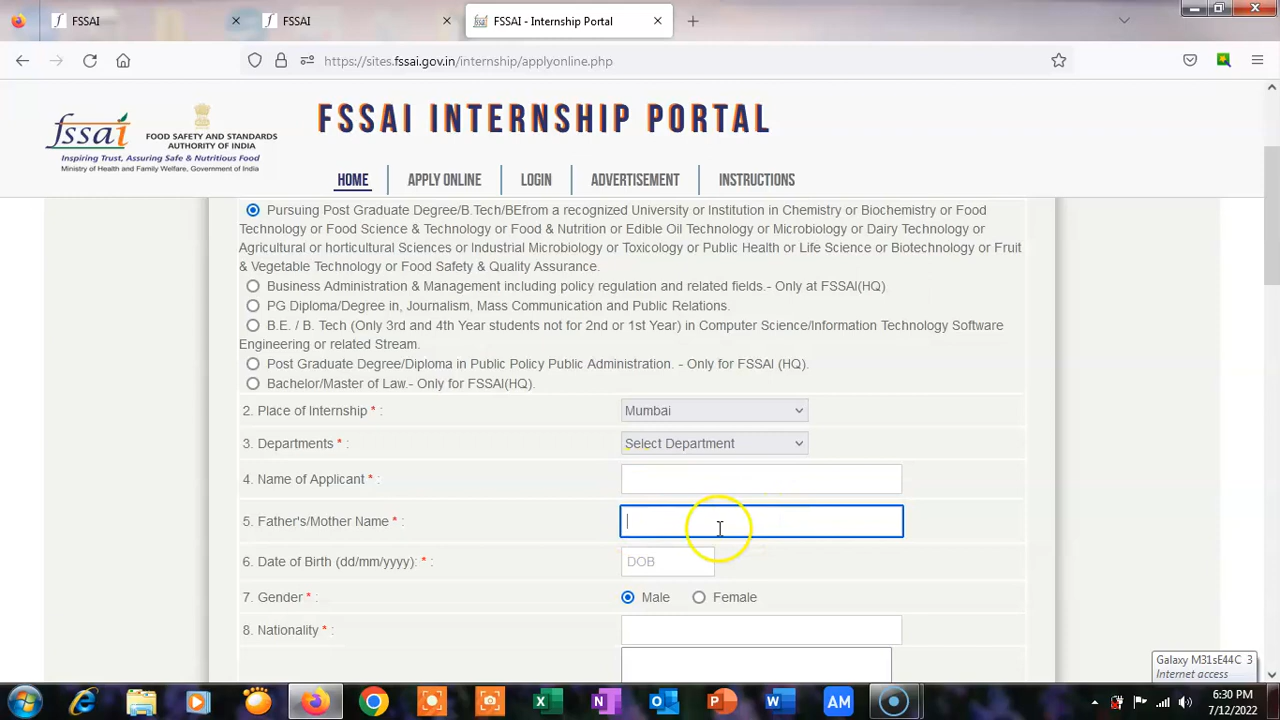 FSSAI
FSSAI
FSSAI - Internship Portal
https://sites.fssai.gov.in/internship/applyonline.php
fssai
FOOD SAFETY AND STANDARDS
AUTHORITY OF INDIA
Inspiring Trust, Assuring Safe & Nutritious Food
Ministry of Health and Family Welfare, Government of India
FSSAI INTERNSHIP PORTAL
HOME
APPLY ONLINE
LOGIN
ADVERTISEMENT
INSTRUCTIONS
Pursuing Post Graduate Degree/B.Tech/BEfrom a recognized University or Institution in Chemistry or Biochemistry or Food
Technology or Food Science & Technology or Food & Nutrition or Edible Oil Technology or Microbiology or Dairy Technology or
Agricultural or horticultural Sciences or Industrial Microbiology or Toxicology or Public Health or Life Science or Biotechnology or Fruit
& Vegetable Technology or Food Safety & Quality Assurance.
Business Administration & Management including policy regulation and related fields.- Only at FSSAI(HQ)
PG Diploma/Degree in, Journalism, Mass Communication and Public Relations.
B.E. / B. Tech (Only 3rd and 4th Year students not for 2nd or 1st Year) in Computer Science/Information Technology Software
Engineering or related Stream.
Post Graduate Degree/Diploma in Public Policy Public Administration. - Only for FSSAI (HQ).
Bachelor/Master of Law.- Only for FSSAI(HQ).
2. Place of Internship * :
Mumbai
3. Departments * :
Select Department
4. Name of Applicant * :
5. Father's/Mother Name * :
6. Date of Birth (dd/mm/yyyy): * :
DOB
7. Gender * :
Male
Female
8. Nationality * :
Galaxy M31sE44C 3
Internet access
AM
6:30 PM
7/12/2022